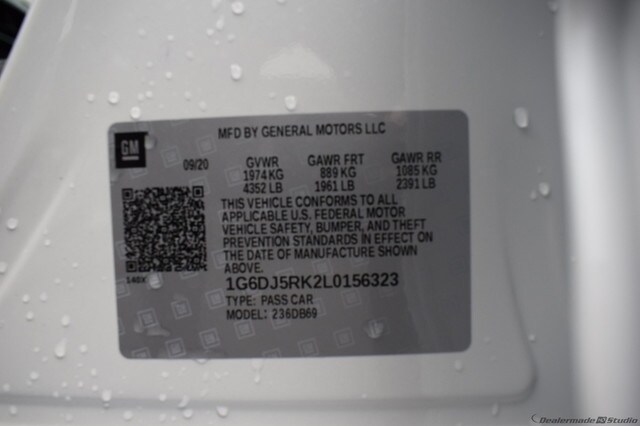 MFD BY GENERAL MOTORS LLC
GM
09/20 GVWR GAWR FRT GAWR RR
1974 KG 889 KG 1085 KG
4352 LB 1961 LB 2391 LB
THIS VEHICLE CONFORMS TO ALL
APPLICABLE U.S. FEDERAL MOTOR
VEHICLE SAFETY, BUMPER, AND THEFT
PREVENTION STANDARDS IN EFFECT ON
THE DATE OF MANUFACTURE SHOWN
ABOVE.
148X
1G6DJ5RK2L0156323
TYPE: PASS CAR
MODEL: 236DB69
Dealermade Studio